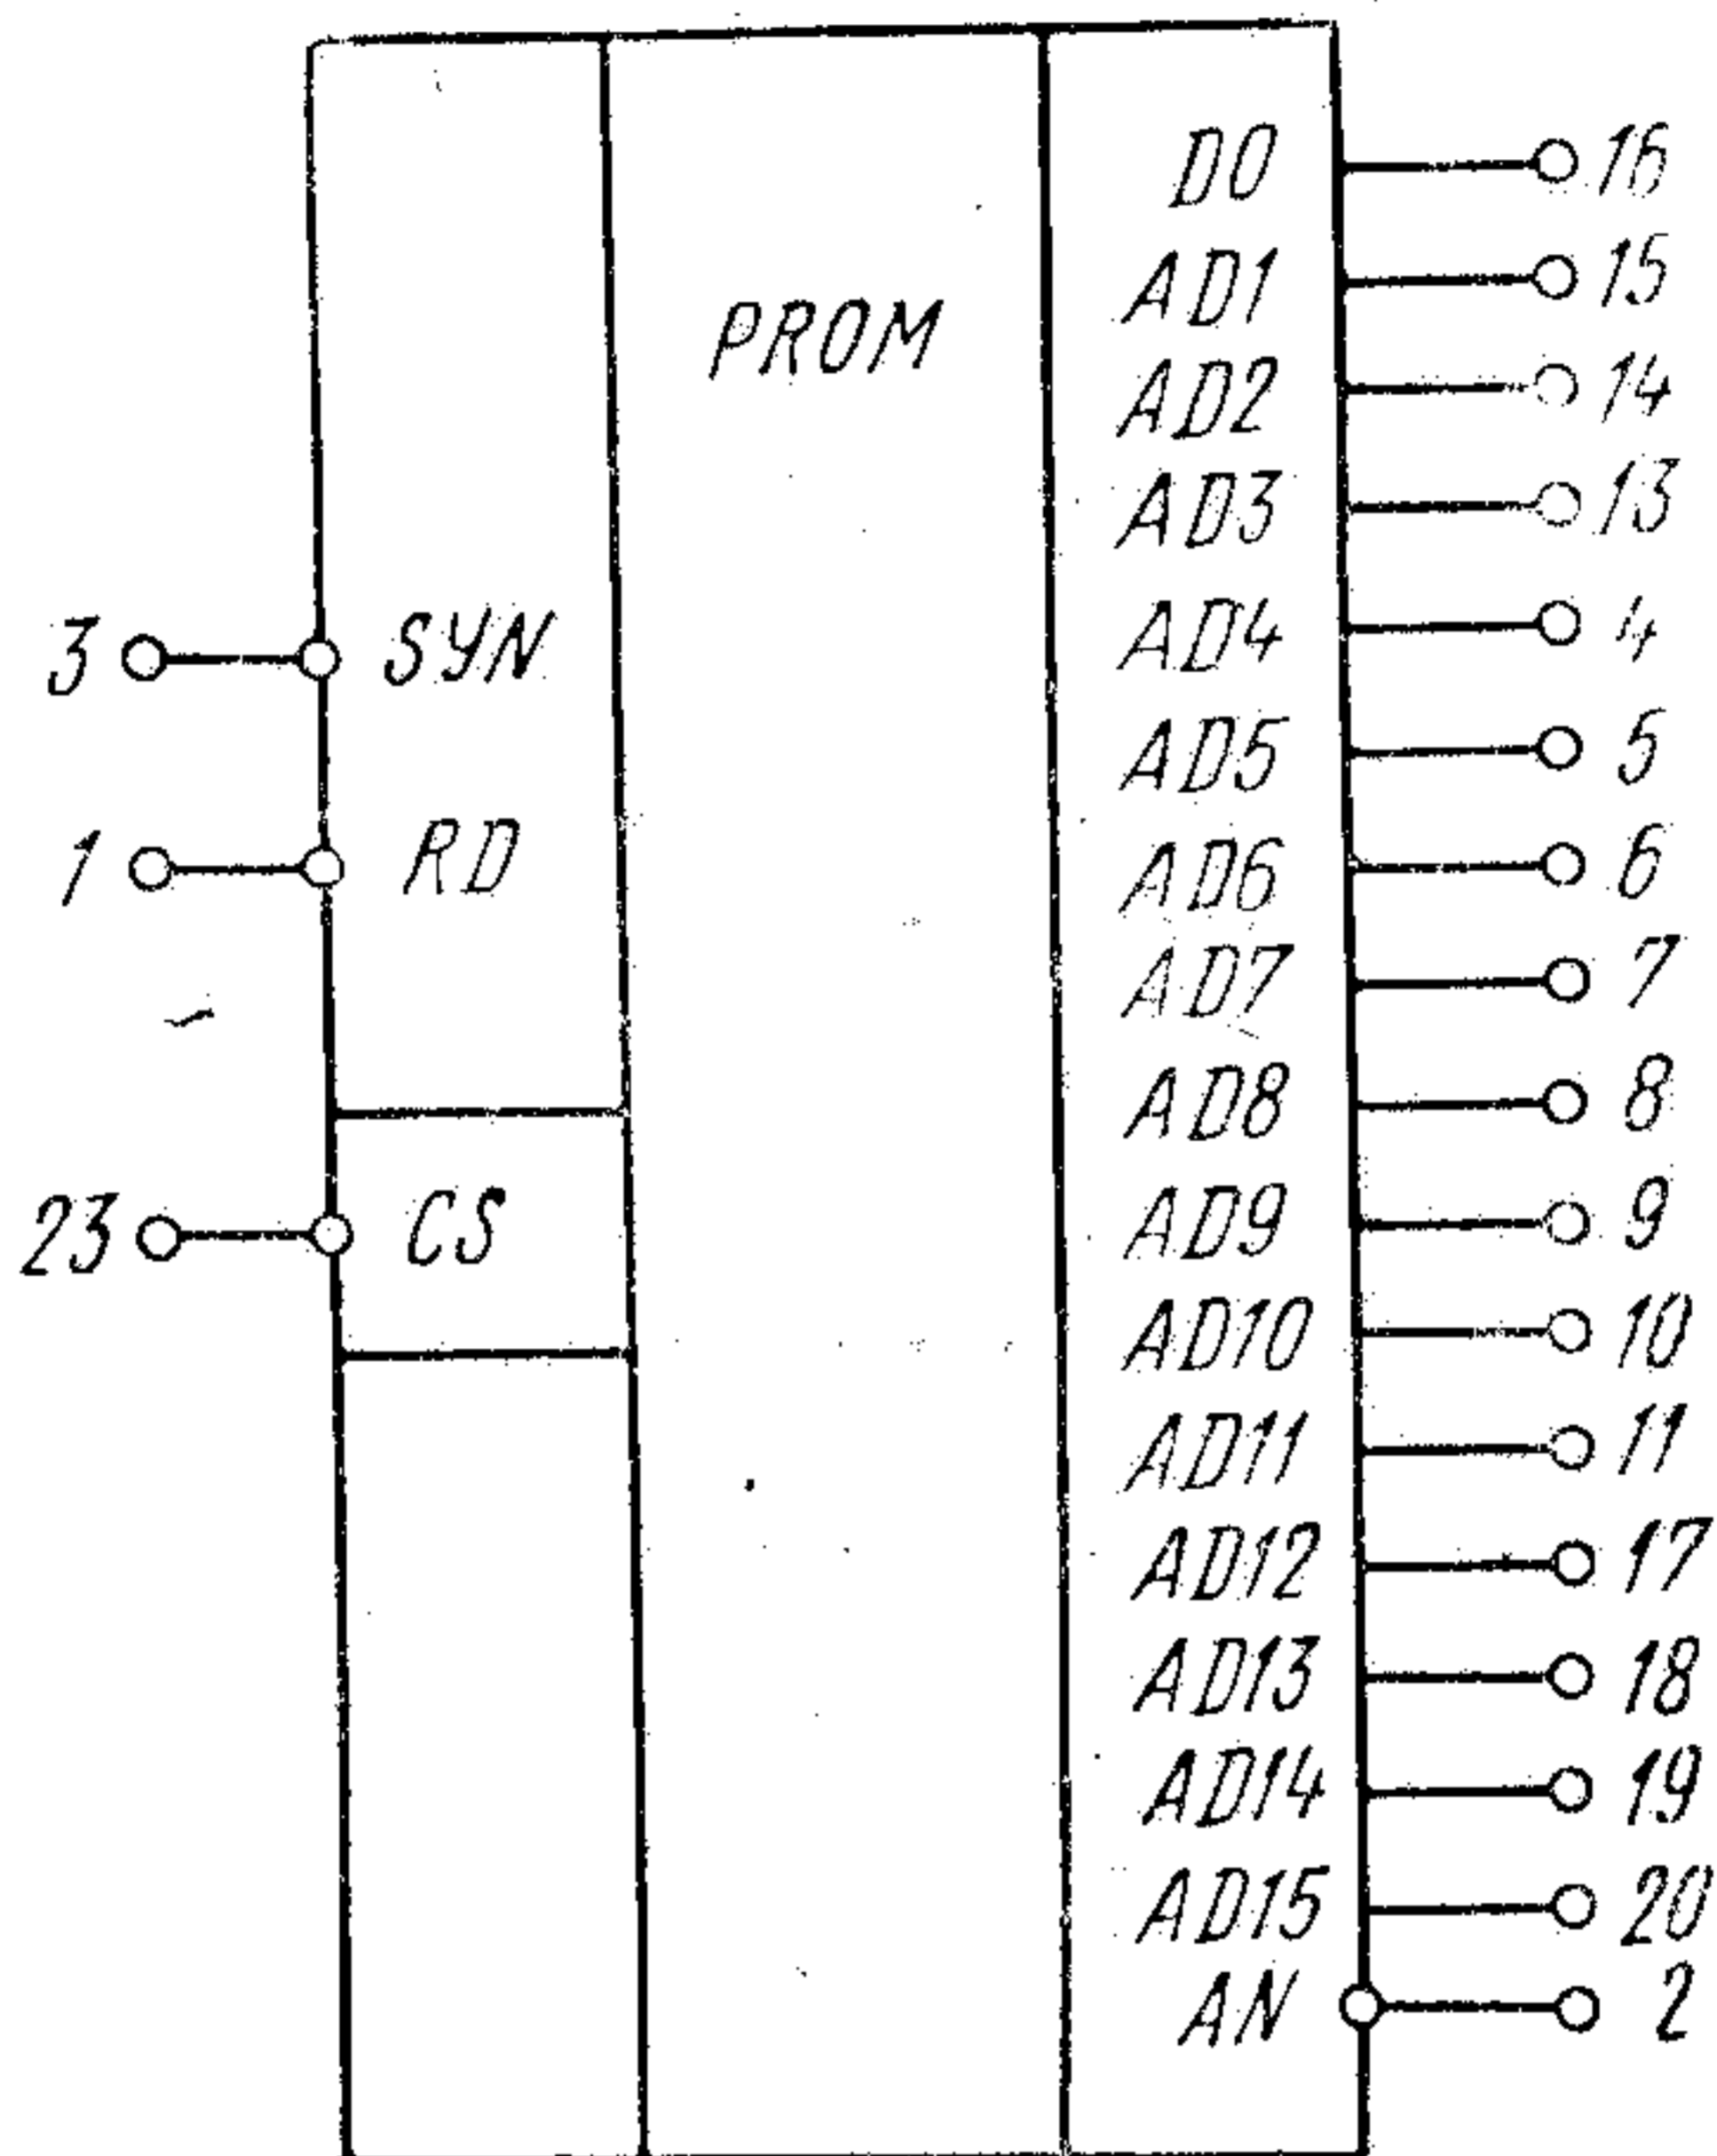 D0 16
AD1 15
PROM
AD2 14
AD3 13
3 SYN
AD4 4
AD5 5
1 RD
AD6 6
AD7 7
AD8 8
23 CS
AD9 9
AD10 10
AD11 11
AD12 17
AD13 18
AD14 19
AD15 20
AN 2